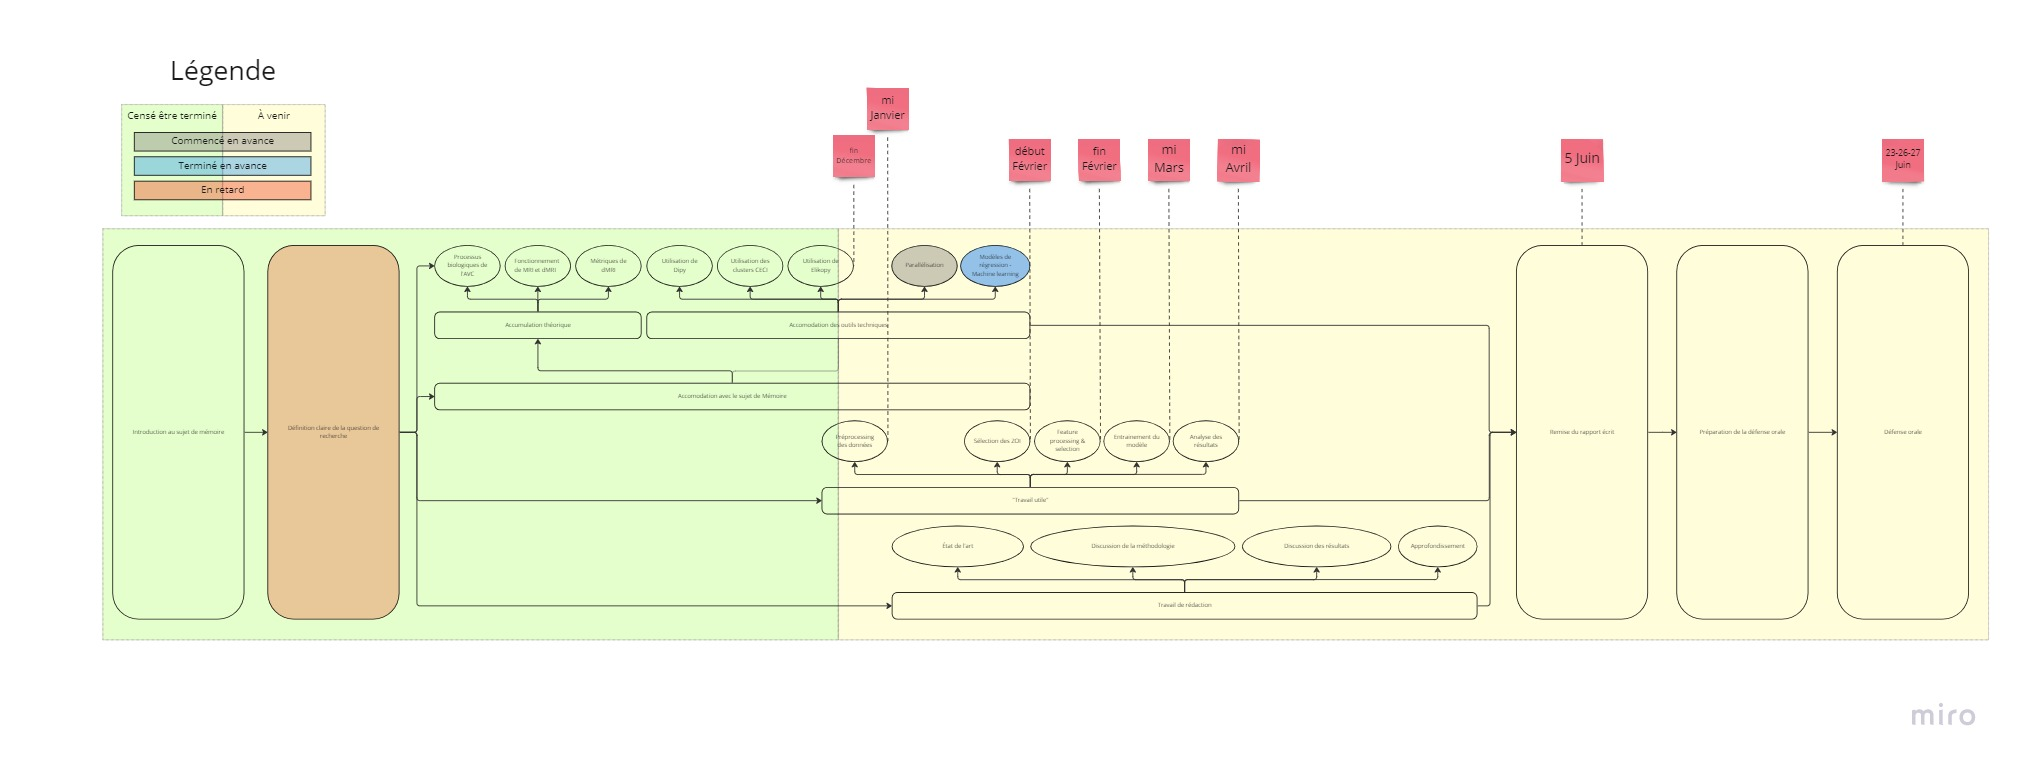 Légende
Censé être terminé
À venir
Commencé en avance
Terminé en avance
En retard
mi
Janvier
fin
Décembre
début
Février
fin
Février
mi
Mars
mi
Avril
5 Juin
23-26-27
Juin
Processus
biologiques de
l'AVC
Fonctionnement
de MRI et dMRI
Métriques de
dMRI
Utilisation de
Dipy
Utilisation des
clusters CECI
Utilisation de
Elikopy
Parallélisation
Modèles de
régression -
Machine learning
Accumulation théorique
Accomodation des outils techniques
Accomodation avec le sujet de Mémoire
Introduction au sujet de mémoire
Définition claire de la question de
recherche
Préprocessing
des données
Sélection des ZOI
Feature
processing &
selection
Entrainement du
modèle
Analyse des
résultats
Remise du rapport écrit
Préparation de la défense orale
Défense orale
"Travail utile"
État de l'art
Discussion de la méthodologie
Discussion des résultats
Approfondissement
Travail de rédaction
miro